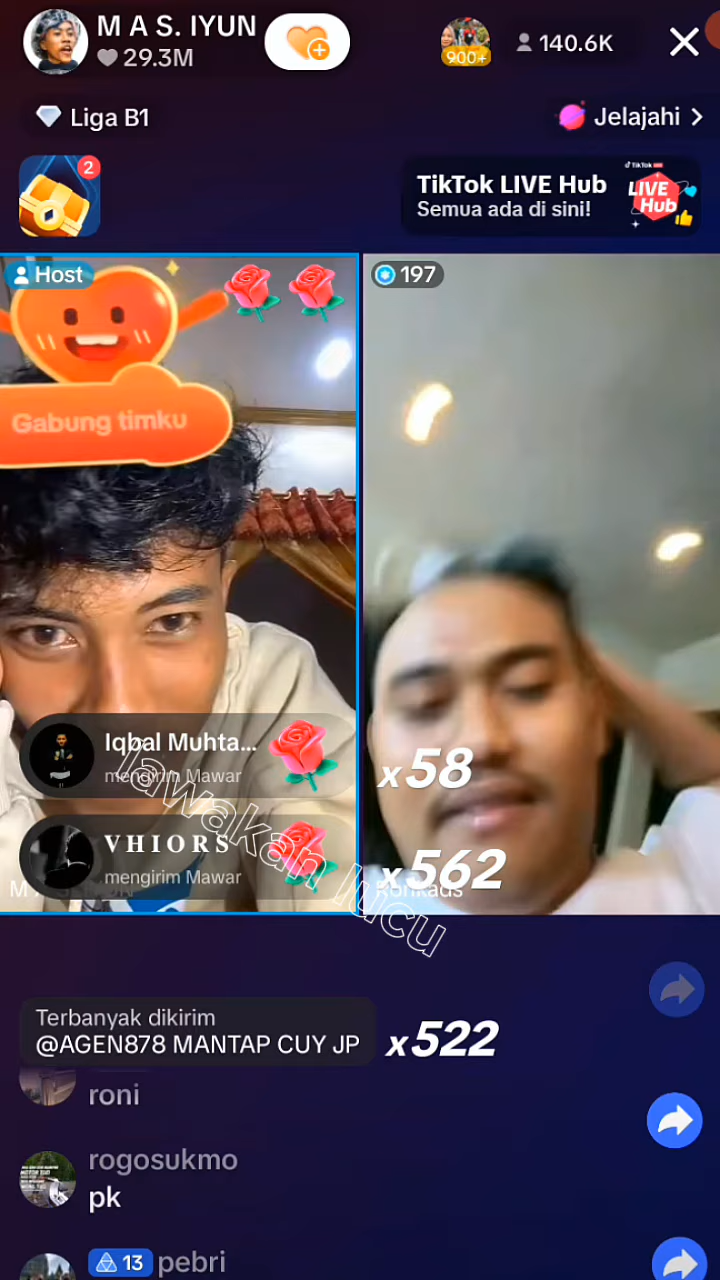 M A S. IYUN
29.3M
900+
140.6K
Liga B1
Jelajahi
2
TikTok LIVE Hub
Semua ada di sini!
TikTok
LIVE
Hub
Host
197
Gabung timku
Iqbal Muhta...
mengirim Mawar
x58
VHIORS
mengirim Mawar
x562
lawakan lucu
Terbanyak dikirim
@AGEN878 MANTAP CUY JP
x522
roni
rogosukmo
pk
13 pebri